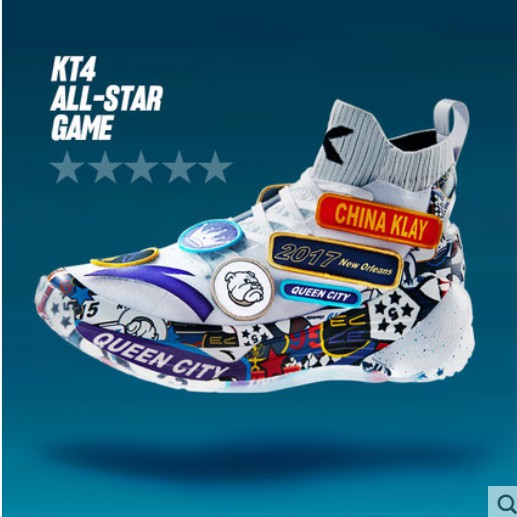 KT4
ALL-STAR
GAME
CHINA KLAY
2017 New Orleans
QUEEN CITY
QUEEN CITY